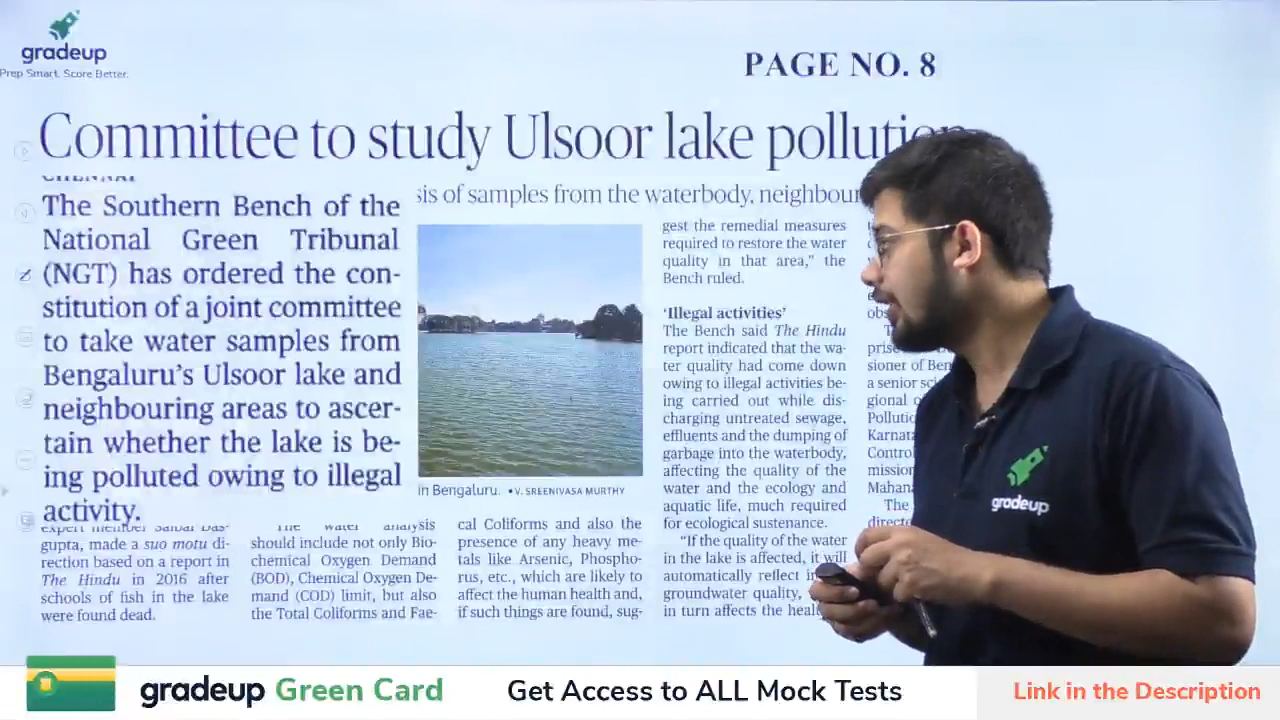 gradeup
Prep Smart. Score Better.
PAGE NO. 8
Committee to study Ulsoor lake pollution
CHENNAI
The Southern Bench of the
National Green Tribunal
(NGT) has ordered the con-
stitution of a joint committee
to take water samples from
Bengaluru’s Ulsoor lake and
neighbouring areas to ascer-
tain whether the lake is be-
ing polluted owing to illegal
activity.
gupta, made a suo motu di-
rection based on a report in
The Hindu in 2016 after
schools of fish in the lake
were found dead.
of samples from the waterbody,
in Bengaluru. •V. SREENIVASA MURTHY
The water analysis
should include not only Bio-
chemical Oxygen Demand
(BOD), Chemical Oxygen De-
mand (COD) limit, but also
the Total Coliforms and Fae-
cal Coliforms and also the
presence of any heavy me-
tals like Arsenic, Phospho-
rus, etc., which are likely to
affect the human health and,
if such things are found, sug-
gest the remedial measures
required to restore the water
quality in that area,” the
Bench ruled.
‘Illegal activities’
The Bench said The Hindu
report indicated that the wa-
ter quality had come down
owing to illegal activities be-
ing carried out while dis-
charging untreated sewage,
effluents and the dumping of
garbage into the waterbody,
affecting the quality of the
water and the ecology and
aquatic life, much required
for ecological sustenance.
“If the quality of the water
in the lake is affected, it will
automatically reflect
groundwater quality,
in turn affects the
sioner of
a senior
gradeup
gradeup Green Card
Get Access to ALL Mock Tests
Link in the Description